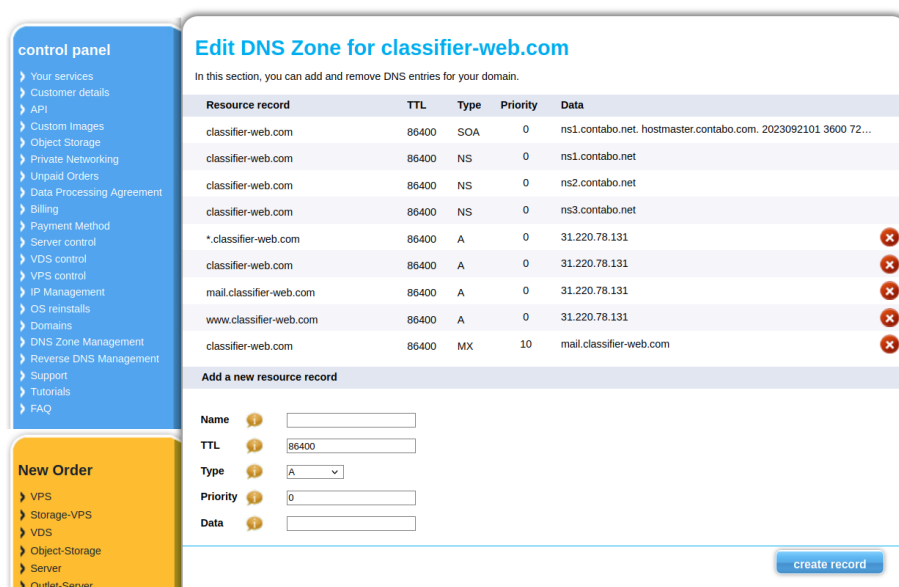 control panel
Your services
Customer details
API
Custom Images
Object Storage
Private Networking
Unpaid Orders
Data Processing Agreement
Billing
Payment Method
Server control
VDS control
VPS control
IP Management
OS reinstalls
Domains
DNS Zone Management
Reverse DNS Management
Support
Tutorials
FAQ
New Order
VPS
Storage-VPS
VDS
Object-Storage
Server
Outlet-Server
Edit DNS Zone for classifier-web.com
In this section, you can add and remove DNS entries for your domain.
Resource record TTL Type Priority Data
classifier-web.com 86400 SOA 0 ns1.contabo.net. hostmaster.contabo.com. 2023092101 3600 72...
classifier-web.com 86400 NS 0 ns1.contabo.net
classifier-web.com 86400 NS 0 ns2.contabo.net
classifier-web.com 86400 NS 0 ns3.contabo.net
*.classifier-web.com 86400 A 0 31.220.78.131
classifier-web.com 86400 A 0 31.220.78.131
mail.classifier-web.com 86400 A 0 31.220.78.131
www.classifier-web.com 86400 A 0 31.220.78.131
classifier-web.com 86400 MX 10 mail.classifier-web.com
Add a new resource record
Name
TTL 86400
Type A
Priority 0
Data
create record